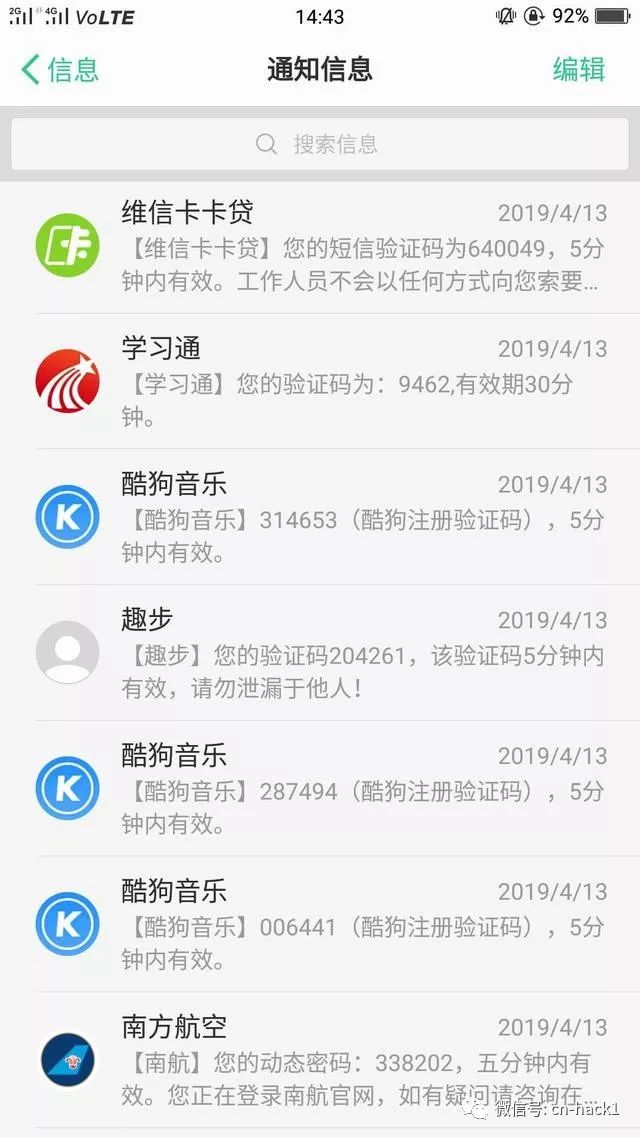 2G 4G VoLTE 14:43 92%
信息 通知信息 编辑
搜索信息
维信卡卡贷 2019/4/13
【维信卡卡贷】您的短信验证码为640049，5分
钟内有效。工作人员不会以任何方式向您索要...
学习通 2019/4/13
【学习通】您的验证码为：9462,有效期30分
钟。
酷狗音乐 2019/4/13
【酷狗音乐】314653（酷狗注册验证码），5分
钟内有效。
趣步 2019/4/13
【趣步】您的验证码204261，该验证码5分钟内
有效，请勿泄漏于他人！
酷狗音乐 2019/4/13
【酷狗音乐】287494（酷狗注册验证码），5分
钟内有效。
酷狗音乐 2019/4/13
【酷狗音乐】006441（酷狗注册验证码），5分
钟内有效。
南方航空 2019/4/13
【南航】您的动态密码：338202，五分钟内有
效。您正在登录南航官网，如有疑问请咨询在...
微信号: cn-hack1